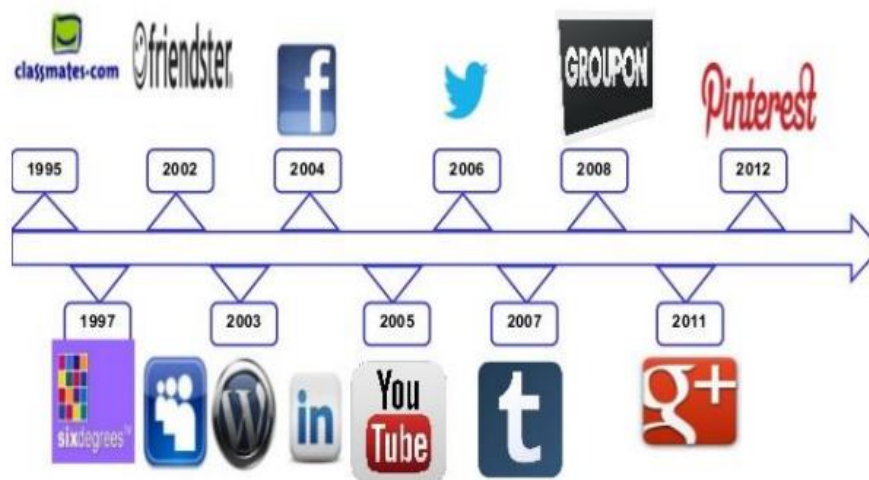 classmates.com
friendster
f
GROUPON
Pinterest
1995
2002
2004
2006
2008
2012
1997
2003
2005
2007
2011
sixdegrees™
W
in
You
Tube
t
g+